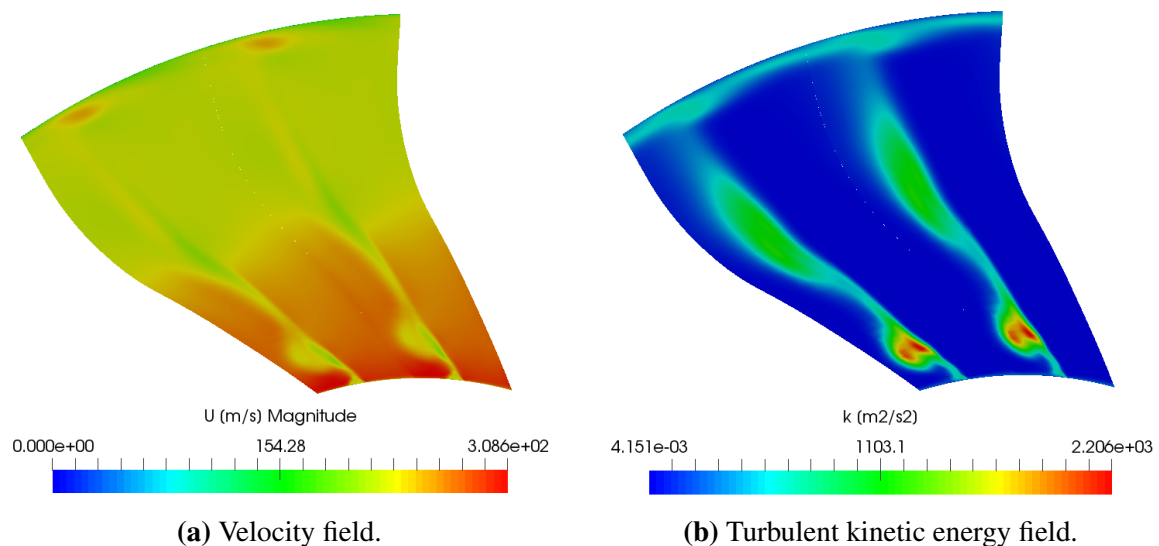 U [m/s] Magnitude
0.000e+00 154.28 3.086e+02
(a) Velocity field.
k [m2/s2]
4.151e-03 1103.1 2.206e+03
(b) Turbulent kinetic energy field.